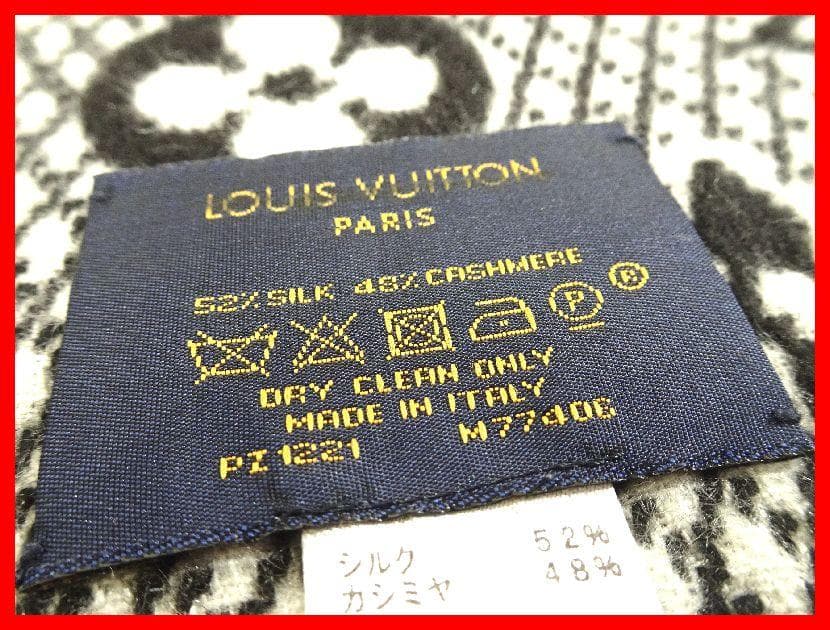 LOUIS VUITTON
PARIS
52% SILK 48% CASHMERE
P ®
DRY CLEAN ONLY
MADE IN ITALY
PI1221 M77406
シルク 52%
カシミヤ 48%